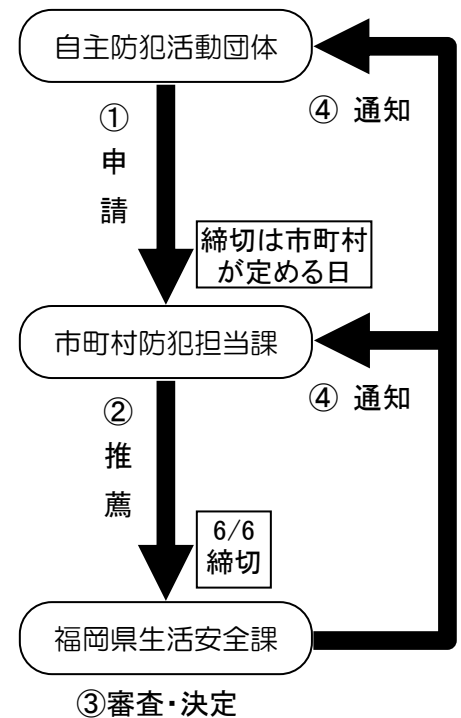 自主防犯活動団体
④ 通知
①
申
請
締切は市町村
が定める日
市町村防犯担当課
④ 通知
②
推
薦
6/6
締切
福岡県生活安全課
③審査・決定